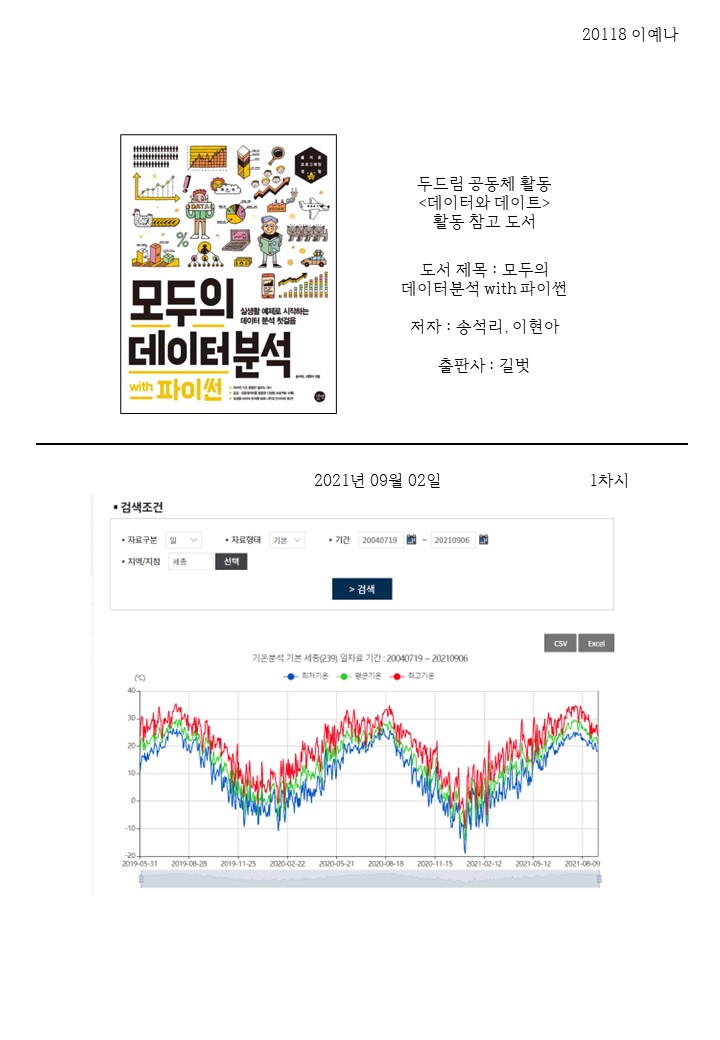 20118 이예나
DATA
%
모두의
실생활 예제로 시작하는
데이터 분석 첫걸음
데이터분석
with 파이썬
길벗
두드림 공동체 활동
<데이터와 데이트>
활동 참고 도서
도서 제목 : 모두의
데이터분석 with 파이썬
저자 : 송석리, 이현아
출판사 : 길벗
2021년 09월 02일 1차시
▪ 검색조건
• 자료구분 일 • 자료형태 기본 • 기간 20040719 ~ 20210906
• 지역/지점 세종 선택
> 검색
CSV Excel
기온분석 기본 세종(239) 일자료 기간 : 20040719 ~ 20210906
최저기온 평균기온 최고기온
(℃)
40
30
20
10
0
-10
-20
2019-05-31 2019-08-28 2019-11-25 2020-02-22 2020-05-21 2020-08-18 2020-11-15 2021-02-12 2021-05-12 2021-08-09